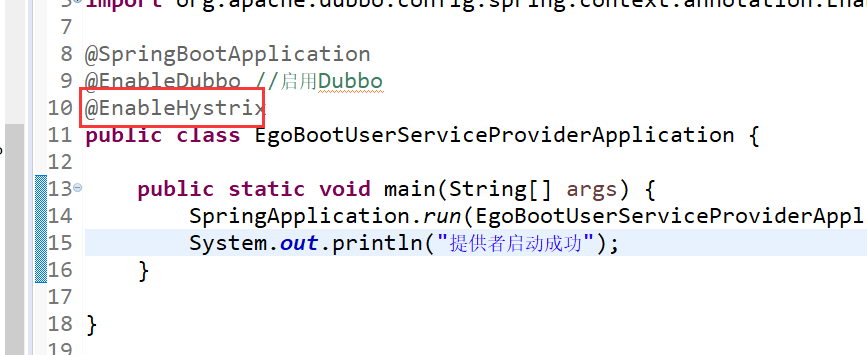 import org.apache.dubbo.config.spring.context.annotation.Ena
7
8 @SpringBootApplication
9 @EnableDubbo //启用Dubbo
10 @EnableHystrix
11 public class EgoBootUserServiceProviderApplication {
12
13 public static void main(String[] args) {
14 SpringApplication.run(EgoBootUserServiceProviderAppl
15 System.out.println("提供者启动成功");
16 }
17
18 }
19